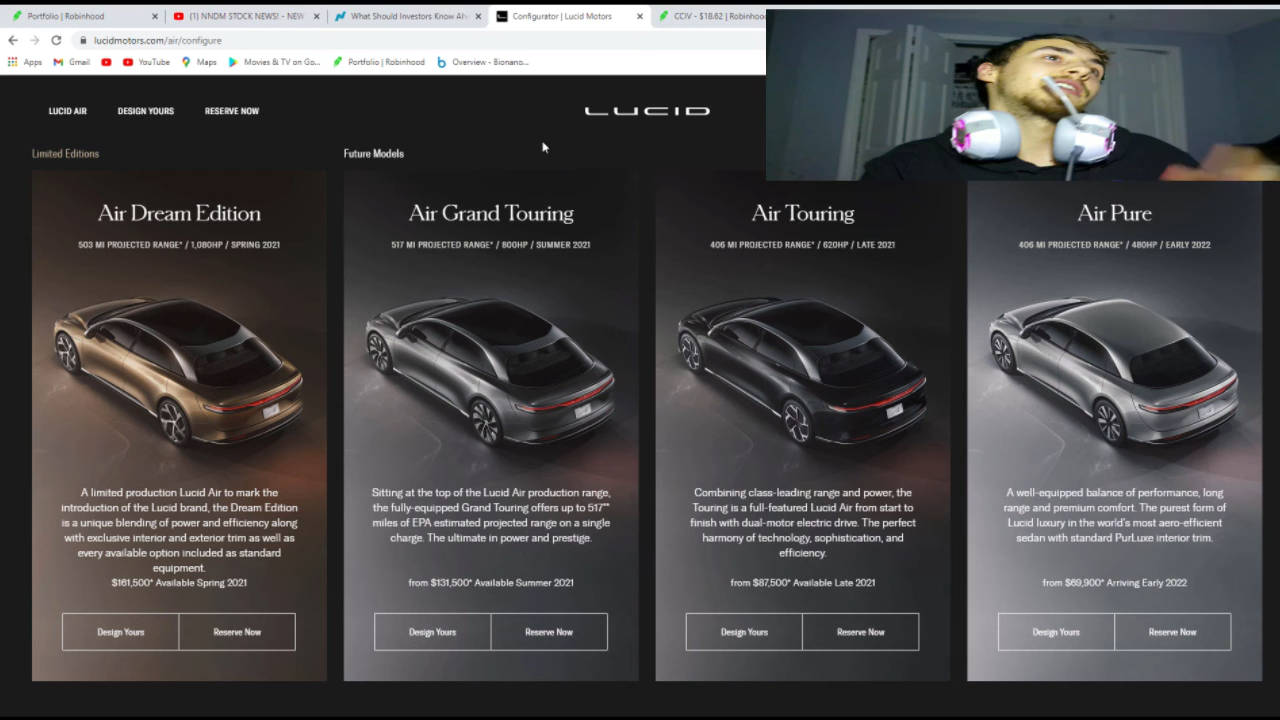 Portfolio | Robinhood
(1) NNDM STOCK NEWS! - NEW
What Should Investors Know Ah
Configurator | Lucid Motors
CCIV - $18.62 | Robinhood
lucidmotors.com/air/configure
Apps
Gmail
YouTube
Maps
Movies & TV on Go...
Portfolio | Robinhood
Overview - Bionano...
LUCID AIR
DESIGN YOURS
RESERVE NOW
LUCID
Limited Editions
Future Models
Air Dream Edition
503 MI PROJECTED RANGE* / 1,080HP / SPRING 2021
A limited production Lucid Air to mark the
introduction of the Lucid brand, the Dream Edition
is a unique blending of power and efficiency along
with exclusive interior and exterior trim as well as
every available option included as standard
equipment.
$161,500* Available Spring 2021
Design Yours
Reserve Now
Air Grand Touring
517 MI PROJECTED RANGE* / 800HP / SUMMER 2021
Sitting at the top of the Lucid Air production range,
the fully-equipped Grand Touring offers up to 517**
miles of EPA estimated projected range on a single
charge. The ultimate in power and prestige.
from $131,500* Available Summer 2021
Design Yours
Reserve Now
Air Touring
406 MI PROJECTED RANGE* / 620HP / LATE 2021
Combining class-leading range and power, the
Touring is a full-featured Lucid Air from start to
finish with dual-motor electric drive. The perfect
harmony of technology, sophistication, and
efficiency.
from $87,500* Available Late 2021
Design Yours
Reserve Now
Air Pure
406 MI PROJECTED RANGE* / 480HP / EARLY 2022
A well-equipped balance of performance, long
range and premium comfort. The purest form of
Lucid luxury in the world's most aero-efficient
sedan with standard PurLuxe interior trim.
from $69,900* Arriving Early 2022
Design Yours
Reserve Now